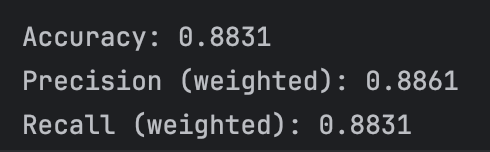 Accuracy: 0.8831
Precision (weighted): 0.8861
Recall (weighted): 0.8831